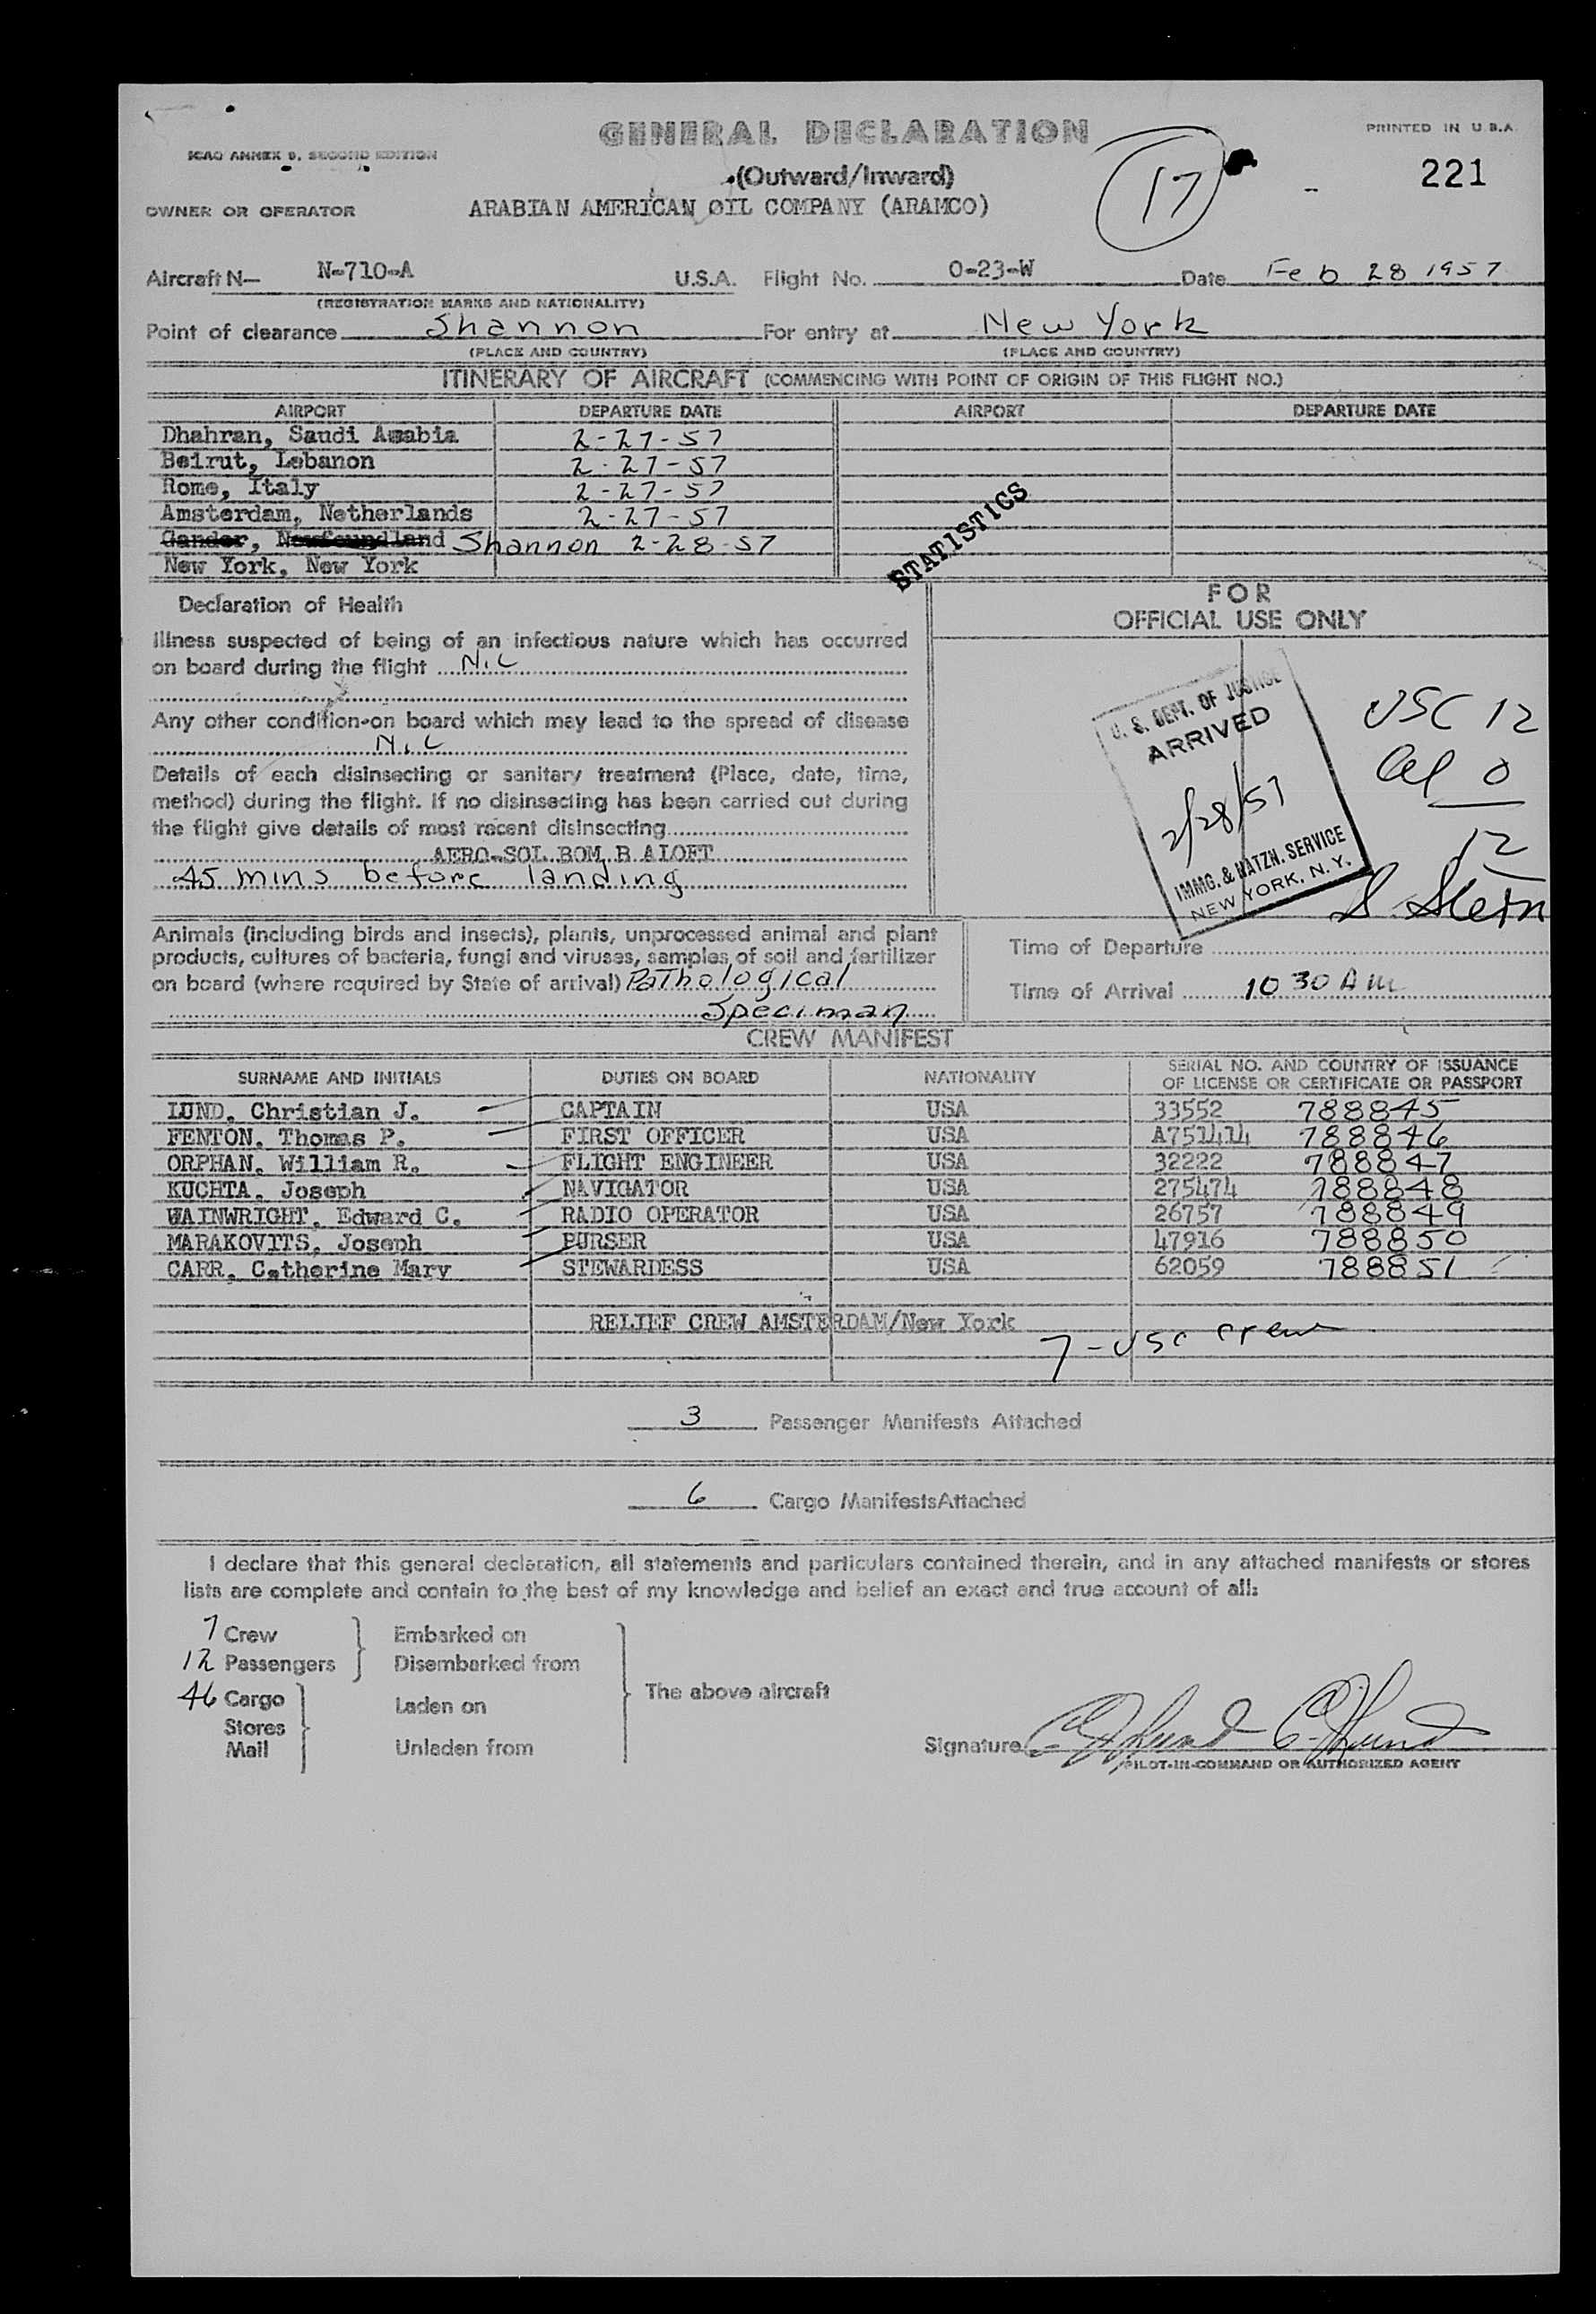 GENERAL DECLARATION
PRINTED IN U.S.A.
ICAO ANNEX 9, SECOND EDITION
(Outward/Inward)
17
221
OWNER OR OPERATOR ARABIAN AMERICAN OIL COMPANY (ARAMCO)
Aircraft N— N-710-A U.S.A. Flight No. 0-23-W Date Feb 28 1957
(REGISTRATION MARKS AND NATIONALITY)
Point of clearance Shannon For entry at New York
(PLACE AND COUNTRY) (PLACE AND COUNTRY)
ITINERARY OF AIRCRAFT (COMMENCING WITH POINT OF ORIGIN OF THIS FLIGHT NO.)
AIRPORT DEPARTURE DATE AIRPORT DEPARTURE DATE
Dhahran, Saudi Arabia 2-27-57
Beirut, Lebanon 2-27-57
Rome, Italy 2-27-57
Amsterdam, Netherlands 2-27-57
Gander, Newfoundland Shannon 2-28-57
New York, New York
STATISTICS
Declaration of Health
Illness suspected of being of an infectious nature which has occurred
on board during the flight NiL
Any other condition on board which may lead to the spread of disease
NiL
Details of each disinsecting or sanitary treatment (Place, date, time,
method) during the flight. If no disinsecting has been carried out during
the flight give details of most recent disinsecting
AERO-SOL BOM B ALOFT
45 mins before landing
FOR
OFFICIAL USE ONLY
U. S. DEPT. OF JUSTICE
ARRIVED
2/28/57
IMMG. & NATZN. SERVICE
NEW YORK, N. Y.
USC 12
Al 0
12
S. Stern
Animals (including birds and insects), plants, unprocessed animal and plant
products, cultures of bacteria, fungi and viruses, samples of soil and fertilizer
on board (where required by State of arrival) Pathological
Speciman
Time of Departure
Time of Arrival 10 30 AM
CREW MANIFEST
SURNAME AND INITIALS DUTIES ON BOARD NATIONALITY SERIAL NO. AND COUNTRY OF ISSUANCE
OF LICENSE OR CERTIFICATE OR PASSPORT
LUND, Christian J. CAPTAIN USA 33552 788845
FENTON, Thomas P. FIRST OFFICER USA A751414 788846
ORPHAN, William R. FLIGHT ENGINEER USA 32222 788847
KUCHTA, Joseph NAVIGATOR USA 275474 788848
WAINWRIGHT, Edward C. RADIO OPERATOR USA 26757 788849
MARAKOVITS, Joseph PURSER USA 47916 788850
CARR, Catherine Mary STEWARDESS USA 62059 788851
RELIEF CREW AMSTERDAM/New York
7-USC crew
3 Passenger Manifests Attached
6 Cargo ManifestsAttached
I declare that this general declaration, all statements and particulars contained therein, and in any attached manifests or stores
lists are complete and contain to the best of my knowledge and belief an exact and true account of all:
7 Crew Embarked on
12 Passengers Disembarked from
46 Cargo Laden on
Stores
Mail Unladen from
The above aircraft
Signature C J Lund C. J Lund
PILOT-IN-COMMAND OR AUTHORIZED AGENT